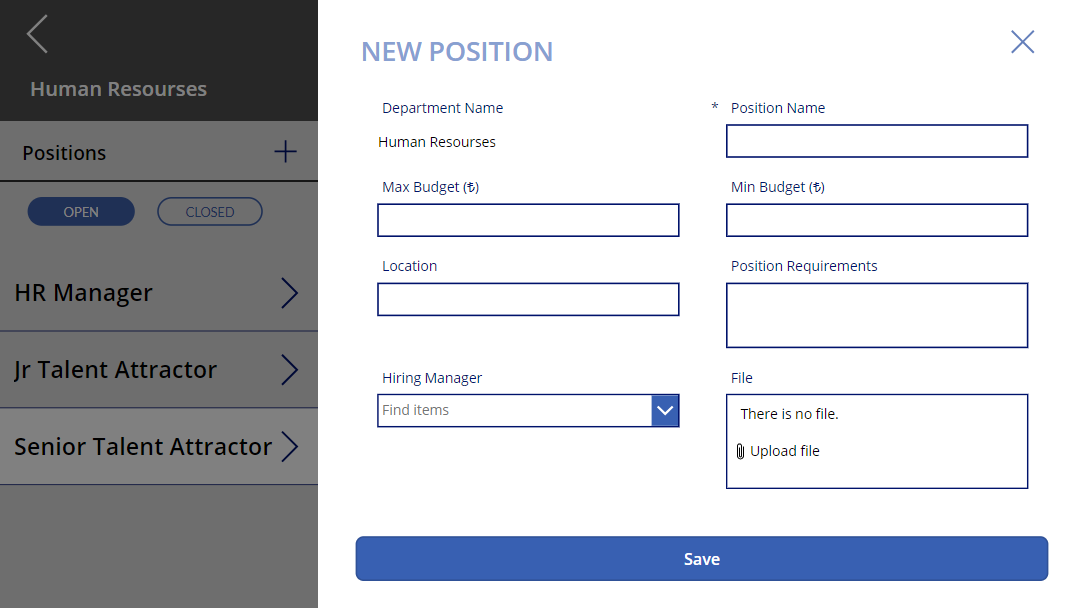 Human Resourses
Positions
OPEN
CLOSED
HR Manager
Jr Talent Attractor
Senior Talent Attractor
NEW POSITION
Department Name
Human Resourses
* Position Name
Max Budget (₺)
Min Budget (₺)
Location
Position Requirements
Hiring Manager
Find items
File
There is no file.
Upload file
Save